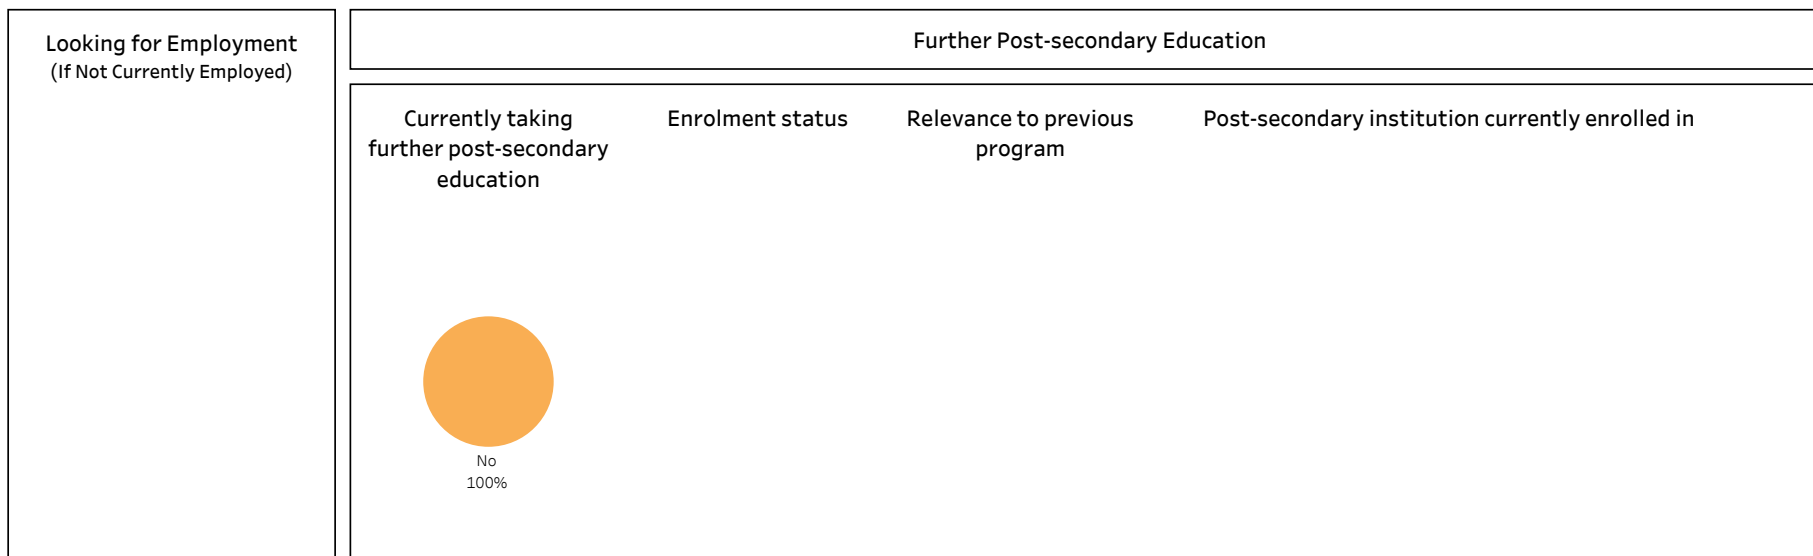 Looking for Employment
(If Not Currently Employed)
Further Post-secondary Education
Currently taking
further post-secondary
education
Enrolment status
Relevance to previous
program
Post-secondary institution currently enrolled in
No
100%